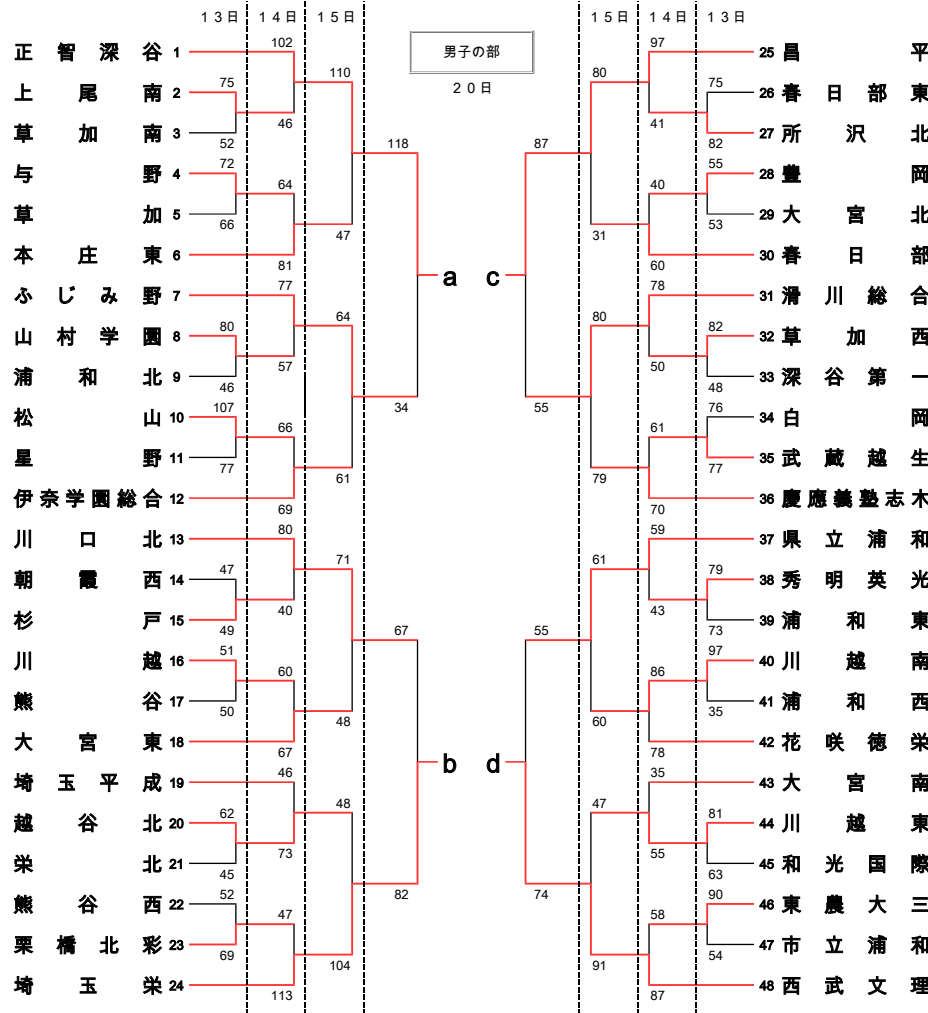 13日 14日 15日 15日 14日 13日
男子の部
20日
正智深谷 1 102 97 25 昌平
110 80
上尾南 2 75 75 26 春日部東
46 41
草加南 3 52 82 27 所沢北
118 87
与野 4 72 55 28 豊岡
64 40
草加 5 66 53 29 大宮北
47 31
本庄東 6 81 60 30 春日部
a c
ふじみ野 7 77 78 31 滑川総合
64 80
山村学園 8 80 82 32 草加西
57 50
浦和北 9 46 48 33 深谷第一
34 55
松山 10 107 76 34 白岡
66 61
星野 11 77 77 35 武蔵越生
61 79
伊奈学園総合 12 69 70 36 慶應義塾志木
川口北 13 80 59 37 県立浦和
71 61
朝霞西 14 47 79 38 秀明英光
40 43
杉戸 15 49 73 39 浦和東
67 55
川越 16 51 97 40 川越南
60 86
熊谷 17 50 35 41 浦和西
48 60
大宮東 18 67 78 42 花咲徳栄
b d
埼玉平成 19 46 35 43 大宮南
48 47
越谷北 20 62 81 44 川越東
73 55
栄北 21 45 63 45 和光国際
82 74
熊谷西 22 52 90 46 東農大三
47 58
栗橋北彩 23 69 54 47 市立浦和
104 91
埼玉栄 24 113 87 48 西武文理